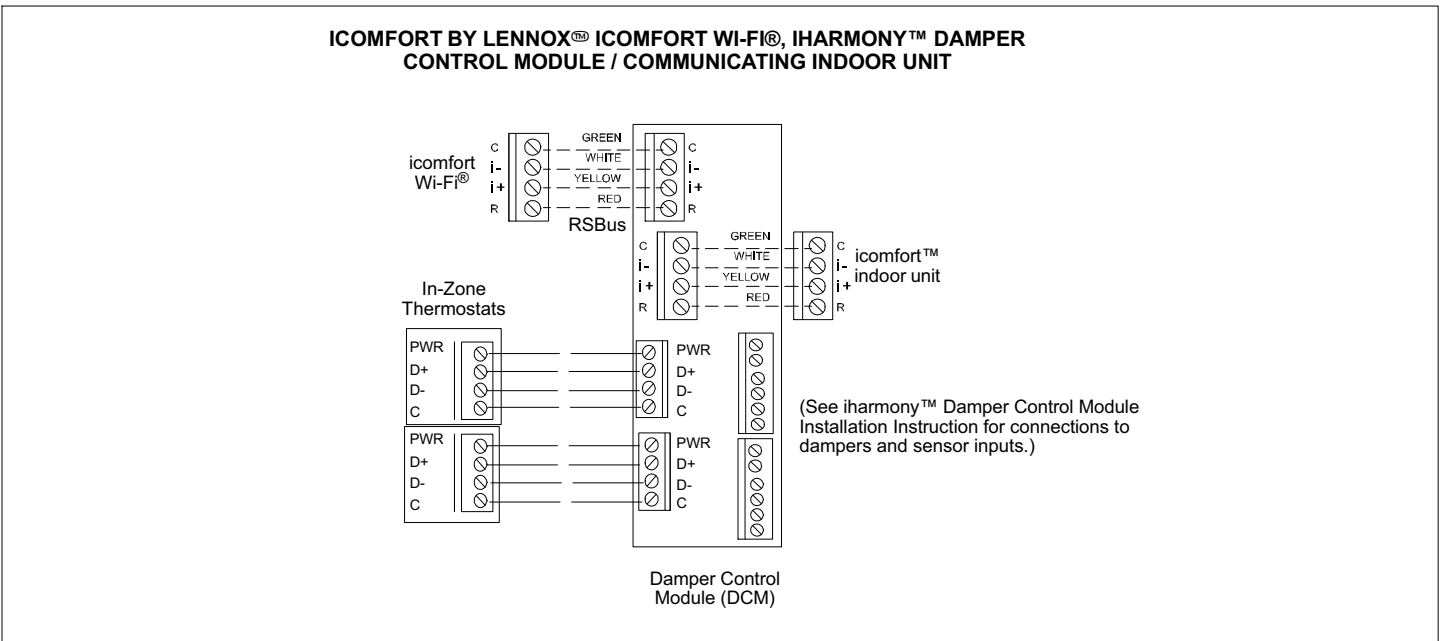 ICOMFORT BY LENNOX™ ICOMFORT WI-FI®, IHARMONY™ DAMPER
CONTROL MODULE / COMMUNICATING INDOOR UNIT
icomfort
Wi-Fi®
C
i-
i+
R
GREEN
WHITE
YELLOW
RED
RSBus
C
i-
i+
R
C
i-
i+
R
GREEN
WHITE
YELLOW
RED
C
i-
i+
R
icomfort™
indoor unit
In-Zone
Thermostats
PWR
D+
D-
C
PWR
D+
D-
C
PWR
D+
D-
C
PWR
D+
D-
C
(See iharmony™ Damper Control Module
Installation Instruction for connections to
dampers and sensor inputs.)
Damper Control
Module (DCM)